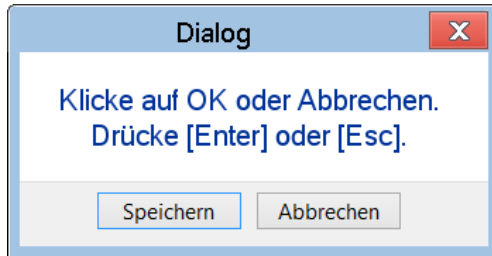 Dialog
Klicke auf OK oder Abbrechen.
Drücke [Enter] oder [Esc].
Speichern Abbrechen